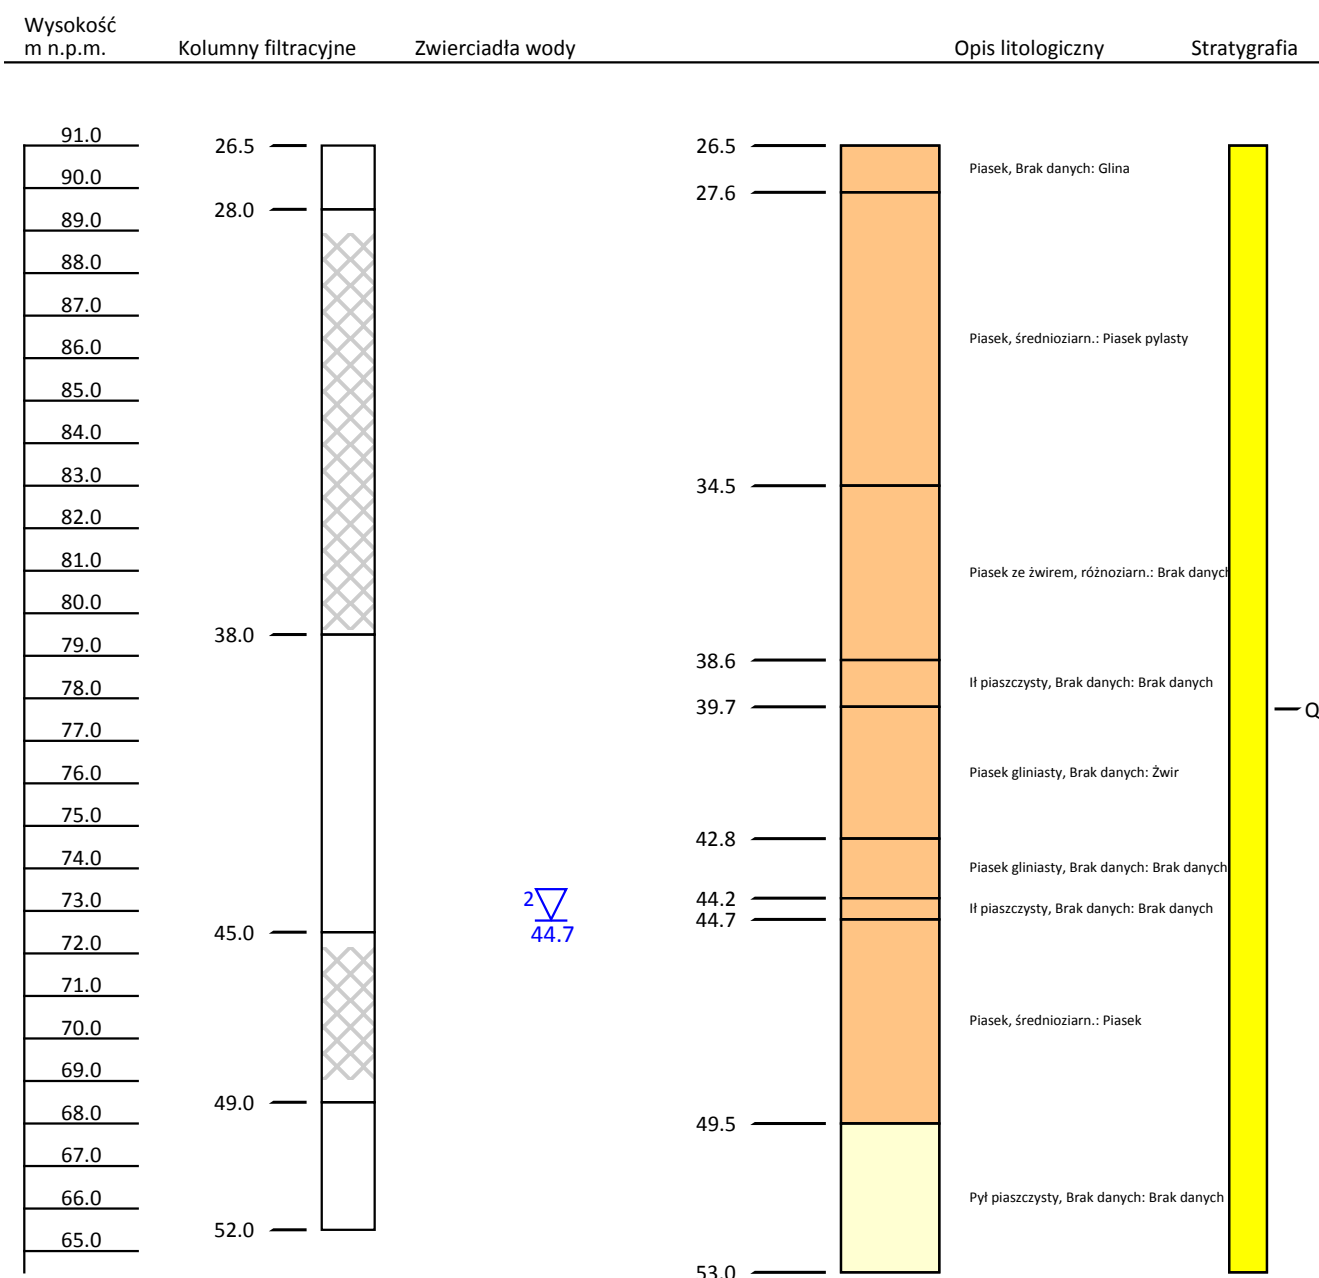 Wysokość
m n.p.m.
Kolumny filtracyjne
Zwierciadła wody
Opis litologiczny
Stratygrafia
91.0
90.0
89.0
88.0
87.0
86.0
85.0
84.0
83.0
82.0
81.0
80.0
79.0
78.0
77.0
76.0
75.0
74.0
73.0
72.0
71.0
70.0
69.0
68.0
67.0
66.0
65.0
26.5
28.0
38.0
45.0
49.0
52.0
2
44.7
26.5
27.6
34.5
38.6
39.7
42.8
44.2
44.7
49.5
53.0
Piasek, Brak danych: Glina
Piasek, średnioziarn.: Piasek pylasty
Piasek ze żwirem, różnoziarn.: Brak danych
Ił piaszczysty, Brak danych: Brak danych
Piasek gliniasty, Brak danych: Żwir
Piasek gliniasty, Brak danych: Brak danych
Ił piaszczysty, Brak danych: Brak danych
Piasek, średnioziarn.: Piasek
Pył piaszczysty, Brak danych: Brak danych
Q